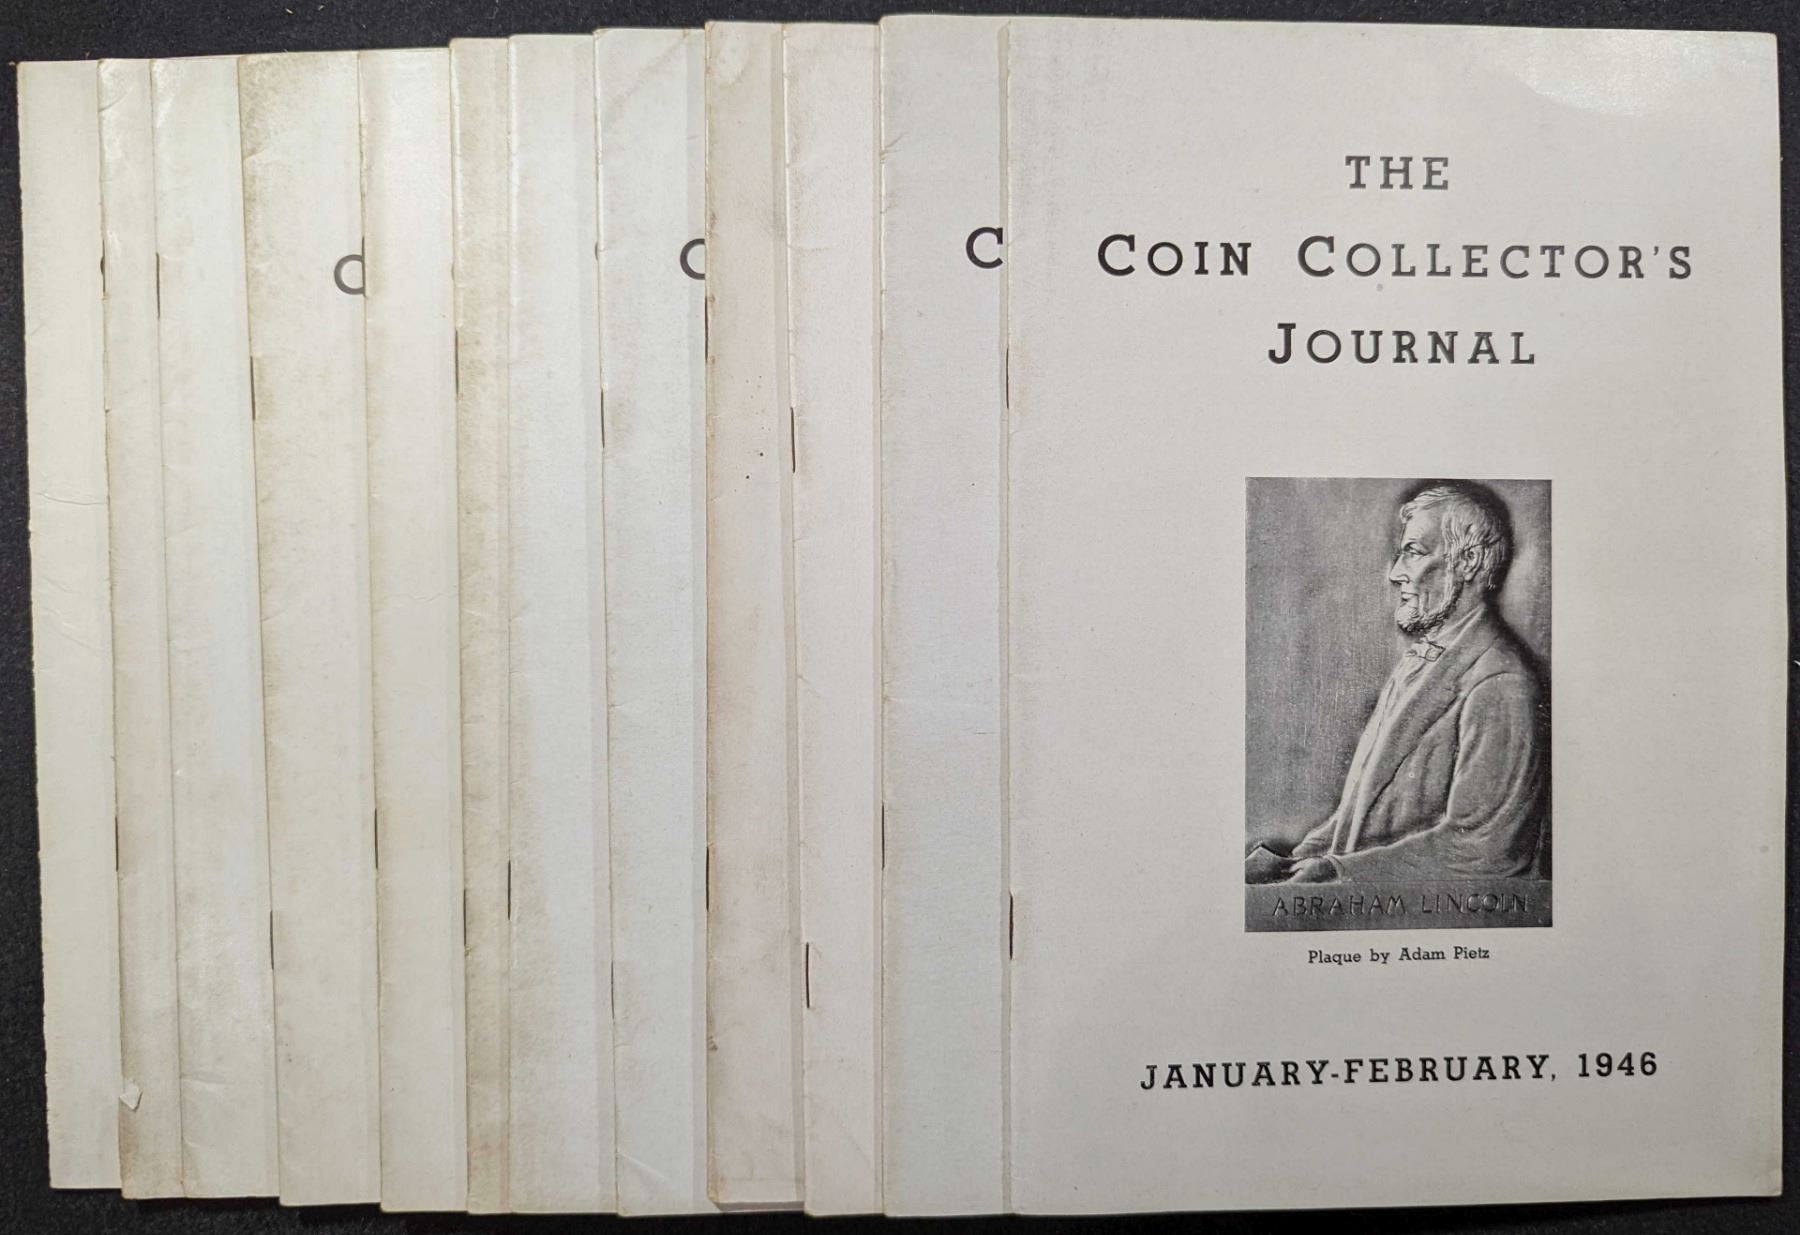 C
C
C
THE
COIN COLLECTOR'S
JOURNAL
ABRAHAM LINCOLN
Plaque by Adam Pietz
JANUARY-FEBRUARY, 1946